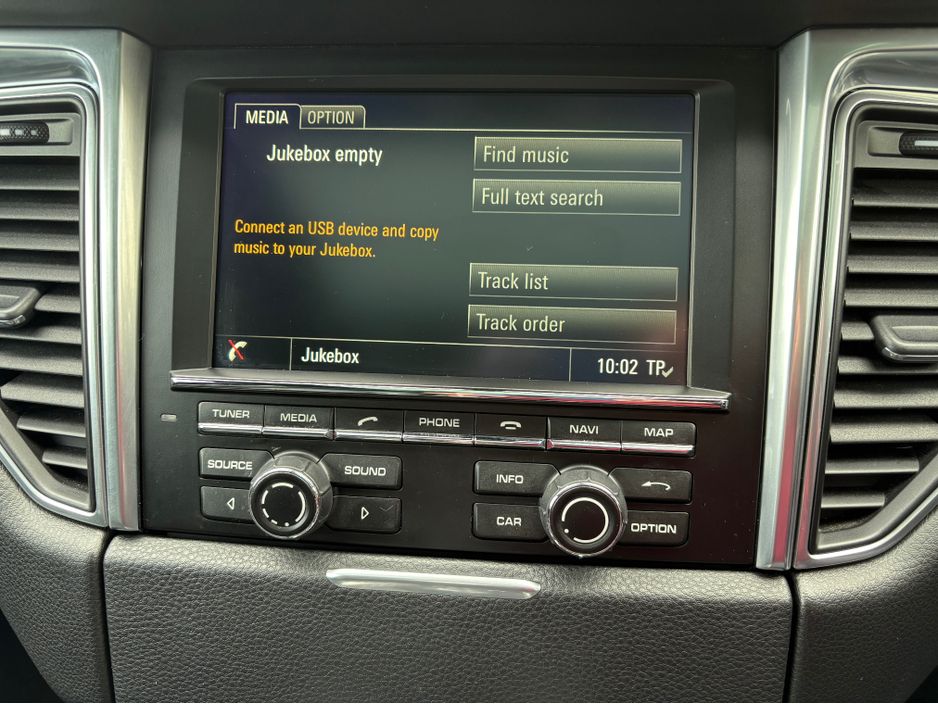 MEDIA OPTION
Jukebox empty
Find music
Full text search
Connect an USB device and copy
music to your Jukebox.
Track list
Track order
Jukebox
10:02 TP
TUNER MEDIA PHONE NAVI MAP
SOURCE SOUND INFO
CAR OPTION